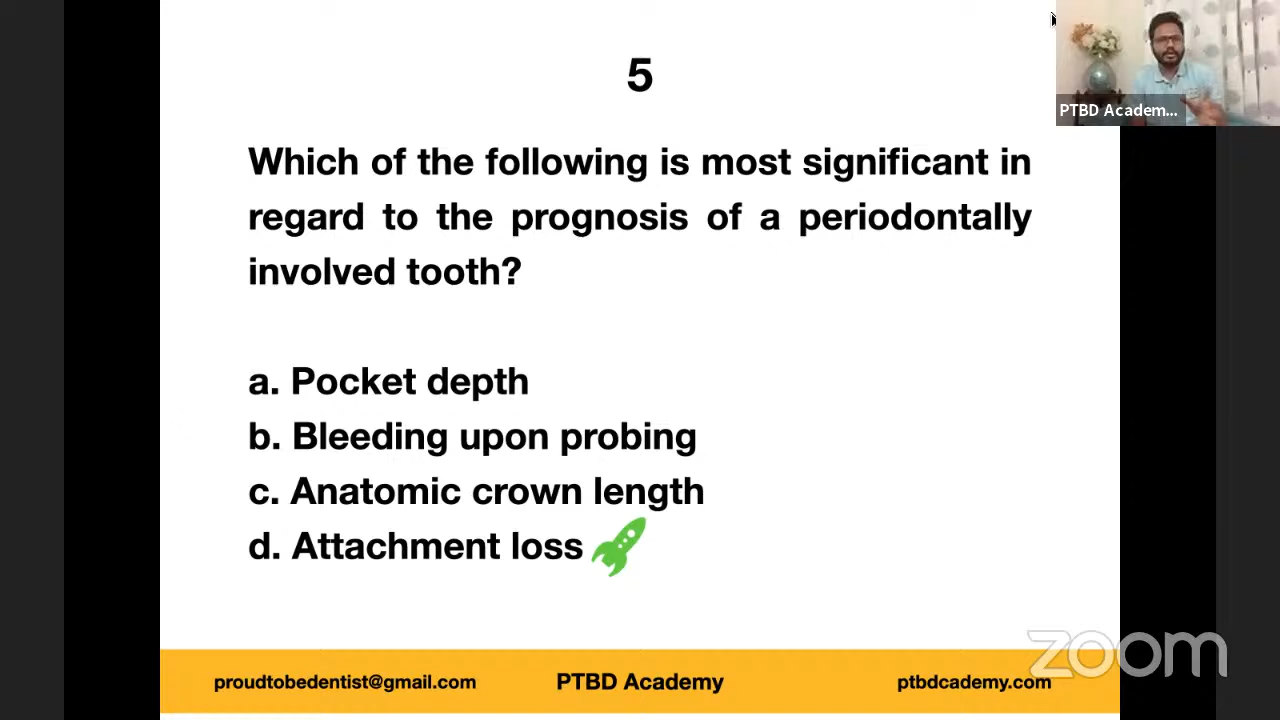 5
PTBD Academ...
Which of the following is most significant in
regard to the prognosis of a periodontally
involved tooth?
a. Pocket depth
b. Bleeding upon probing
c. Anatomic crown length
d. Attachment loss
zoom
proudtobedentist@gmail.com
PTBD Academy
ptbdcademy.com